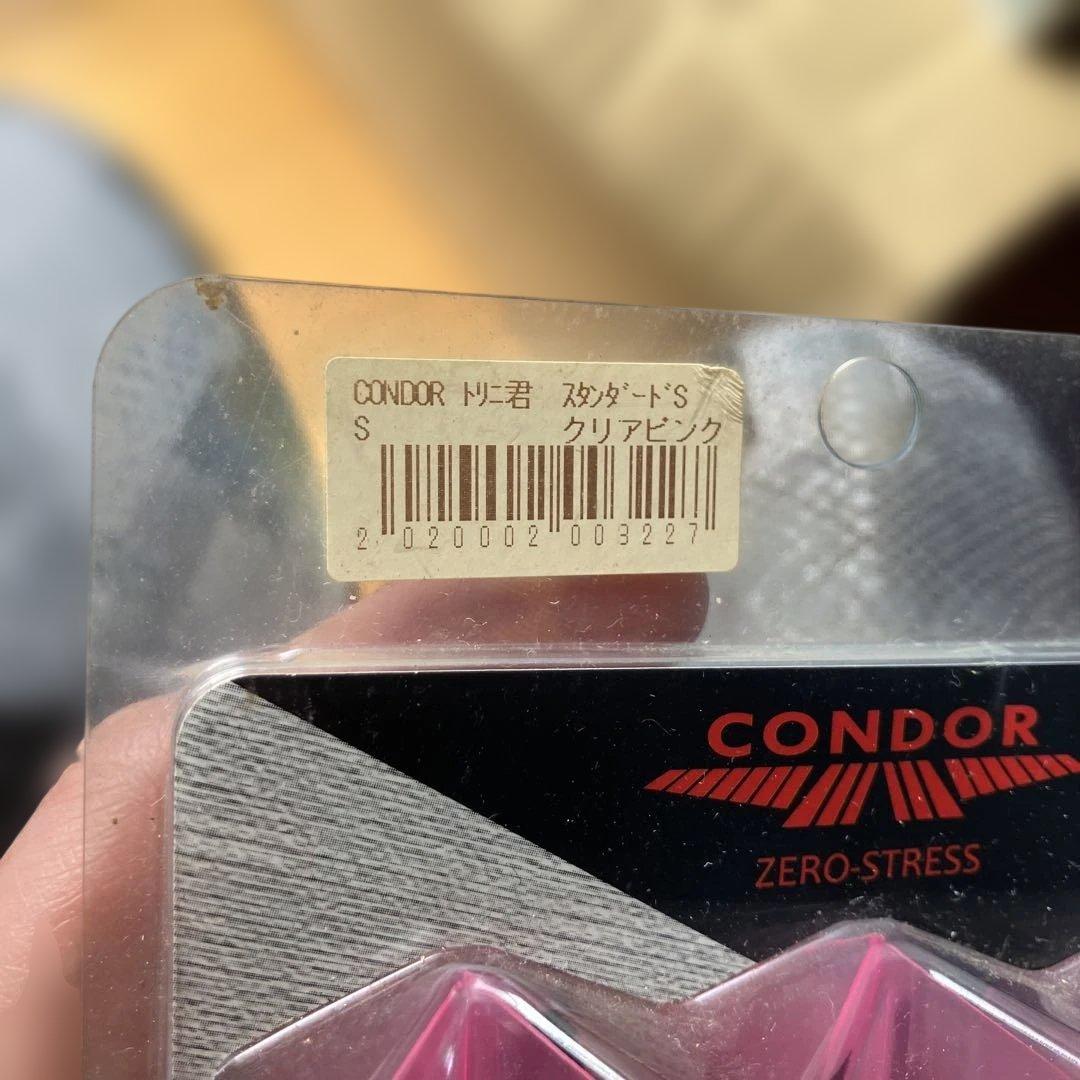 CONDOR ﾄﾘﾆ君　ｽﾀﾝﾀﾞｰﾄﾞS
S　クリアピンク
2 020002 003227
CONDOR
ZERO-STRESS